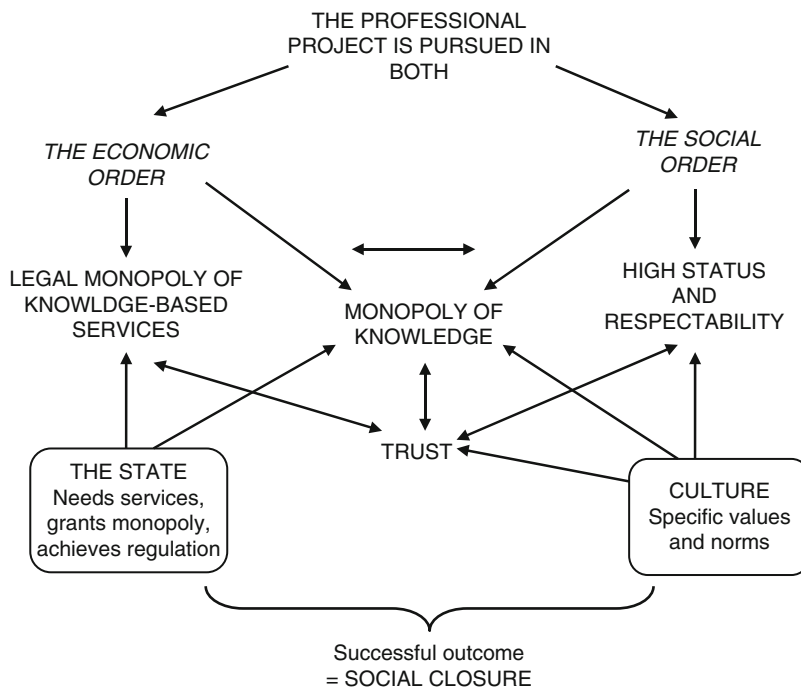 THE PROFESSIONAL
PROJECT IS PURSUED IN
BOTH
THE ECONOMIC
ORDER
THE SOCIAL
ORDER
LEGAL MONOPOLY OF
KNOWLDGE-BASED
SERVICES
MONOPOLY OF
KNOWLEDGE
HIGH STATUS
AND
RESPECTABILITY
TRUST
THE STATE
Needs services,
grants monopoly,
achieves regulation
CULTURE
Specific values
and norms
Successful outcome
= SOCIAL CLOSURE